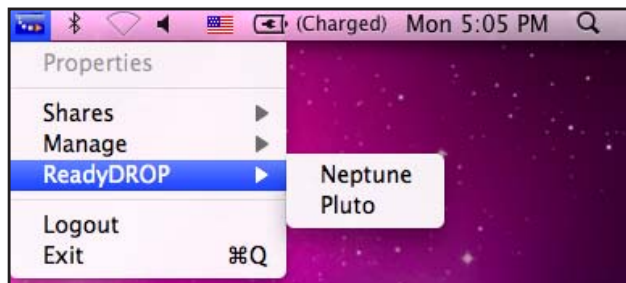 (Charged) Mon 5:05 PM
Properties
Shares
Manage
ReadyDROP
Neptune
Pluto
Logout
Exit ⌘Q